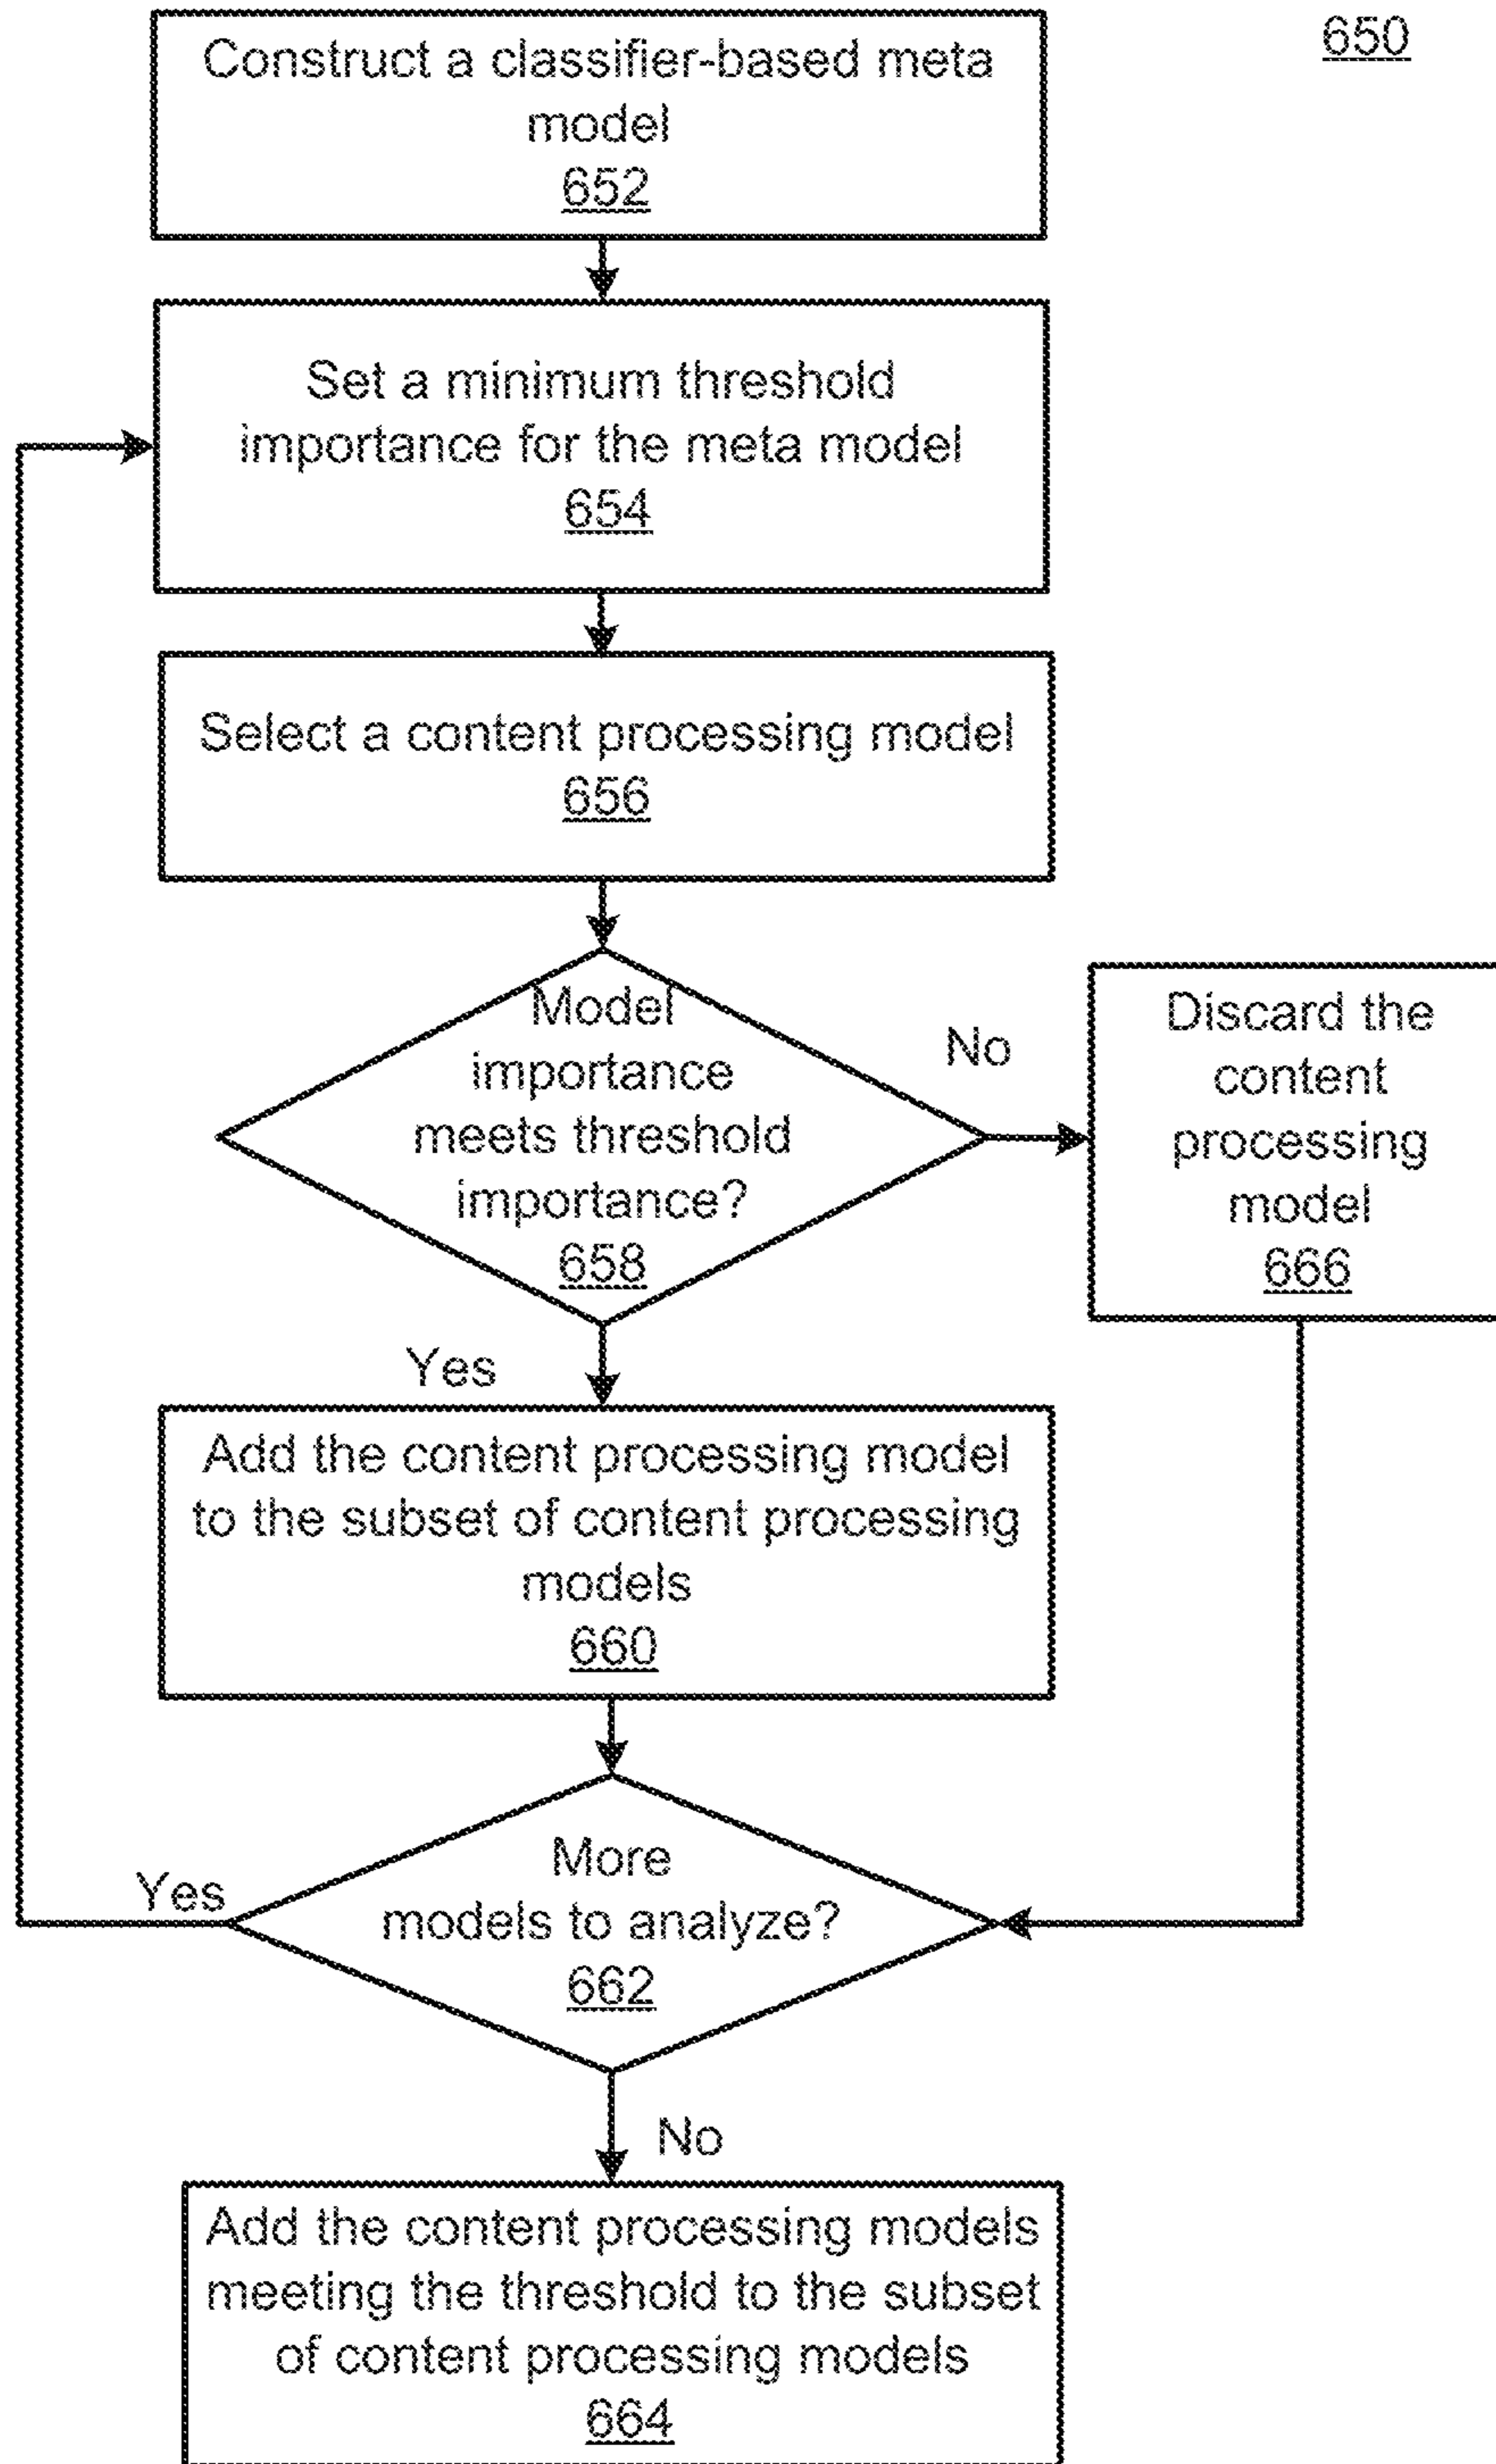 650
Construct a classifier-based meta
model
652
Set a minimum threshold
importance for the meta model
654
Select a content processing model
656
Model
importance
meets threshold
importance?
658
No
Discard the
content
processing
model
666
Yes
Add the content processing model
to the subset of content processing
models
660
More
models to analyze?
662
Yes
No
Add the content processing models
meeting the threshold to the subset
of content processing models
664